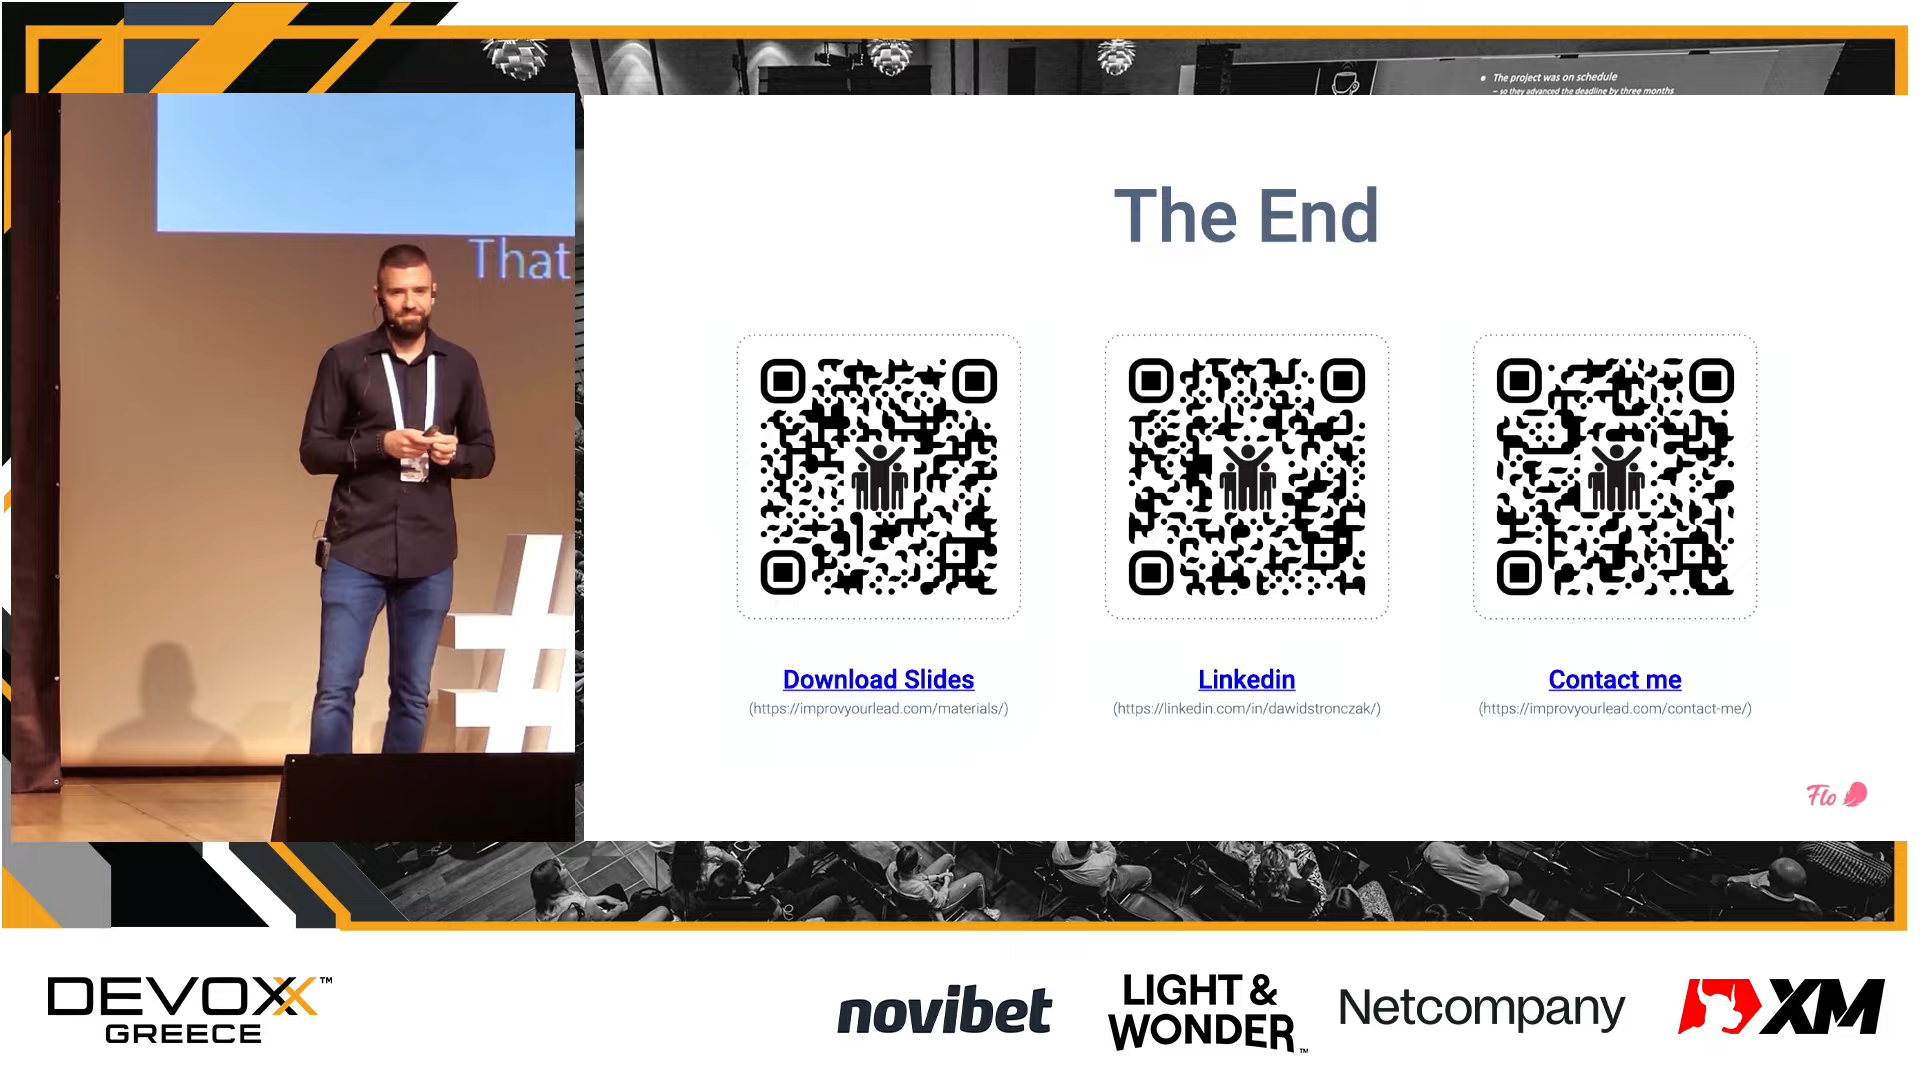 • The project was on schedule
– so they advanced the deadline by three months
That
The End
Download Slides
(https://improvyourlead.com/materials/)
Linkedin
(https://linkedin.com/in/dawidstronczak/)
Contact me
(https://improvyourlead.com/contact-me/)
Flo
#
DEVOXX™
GREECE
novibet
LIGHT &
WONDER™
Netcompany
XM